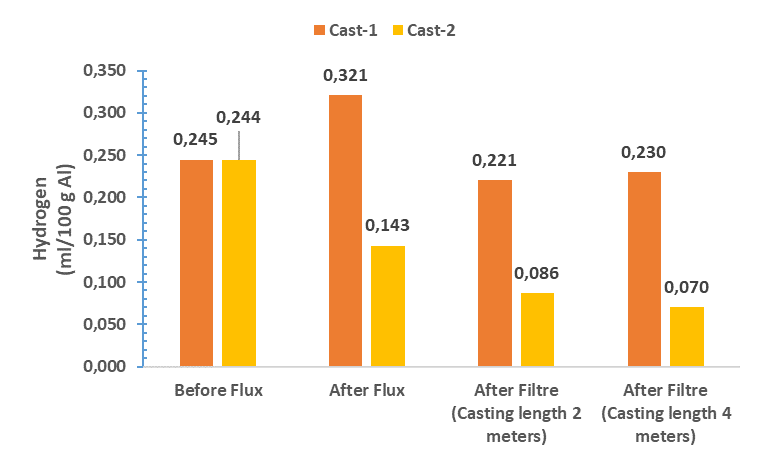 Cast-1 Cast-2
Hydrogen
(ml/100 g Al)
0,350
0,300
0,250
0,200
0,150
0,100
0,050
0,000
0,245
0,244
0,321
0,143
0,221
0,086
0,230
0,070
Before Flux
After Flux
After Filtre
(Casting length 2
meters)
After Filtre
(Casting length 4
meters)